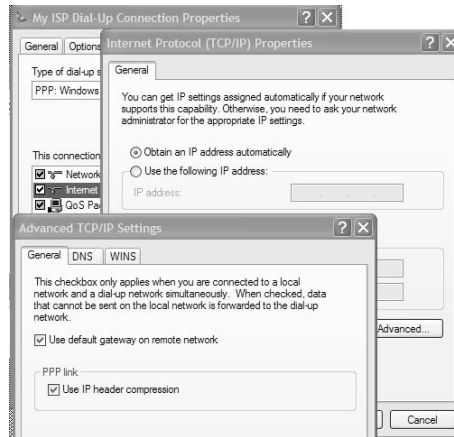 My ISP Dial-Up Connection Properties
General
Options
Type of dial-up s
PPP: Windows
This connection
Network
Internet
QoS Pa
Internet Protocol (TCP/IP) Properties
General
You can get IP settings assigned automatically if your network
supports this capability. Otherwise, you need to ask your network
administrator for the appropriate IP settings.
Obtain an IP address automatically
Use the following IP address:
IP address:
Advanced...
Cancel
Advanced TCP/IP Settings
General
DNS
WINS
This checkbox only applies when you are connected to a local
network and a dial-up network simultaneously. When checked, data
that cannot be sent on the local network is forwarded to the dial-up
network.
Use default gateway on remote network
PPP link
Use IP header compression